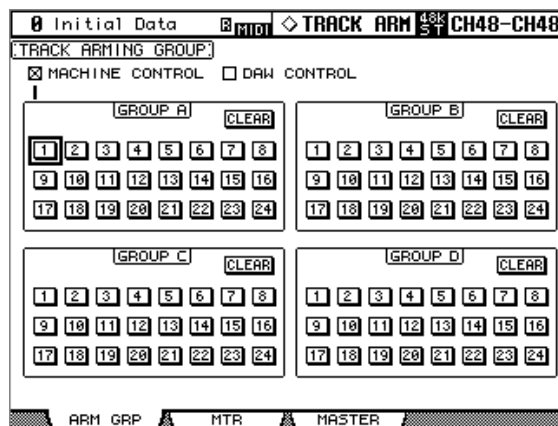 0 Initial Data B MIDI ◇TRACK ARM 48K ST CH48-CH48
TRACK ARMING GROUP
MACHINE CONTROL DAW CONTROL
GROUP A CLEAR GROUP B CLEAR
1 2 3 4 5 6 7 8 1 2 3 4 5 6 7 8
9 10 11 12 13 14 15 16 9 10 11 12 13 14 15 16
17 18 19 20 21 22 23 24 17 18 19 20 21 22 23 24
GROUP C CLEAR GROUP D CLEAR
1 2 3 4 5 6 7 8 1 2 3 4 5 6 7 8
9 10 11 12 13 14 15 16 9 10 11 12 13 14 15 16
17 18 19 20 21 22 23 24 17 18 19 20 21 22 23 24
ARM GRP MTR MASTER